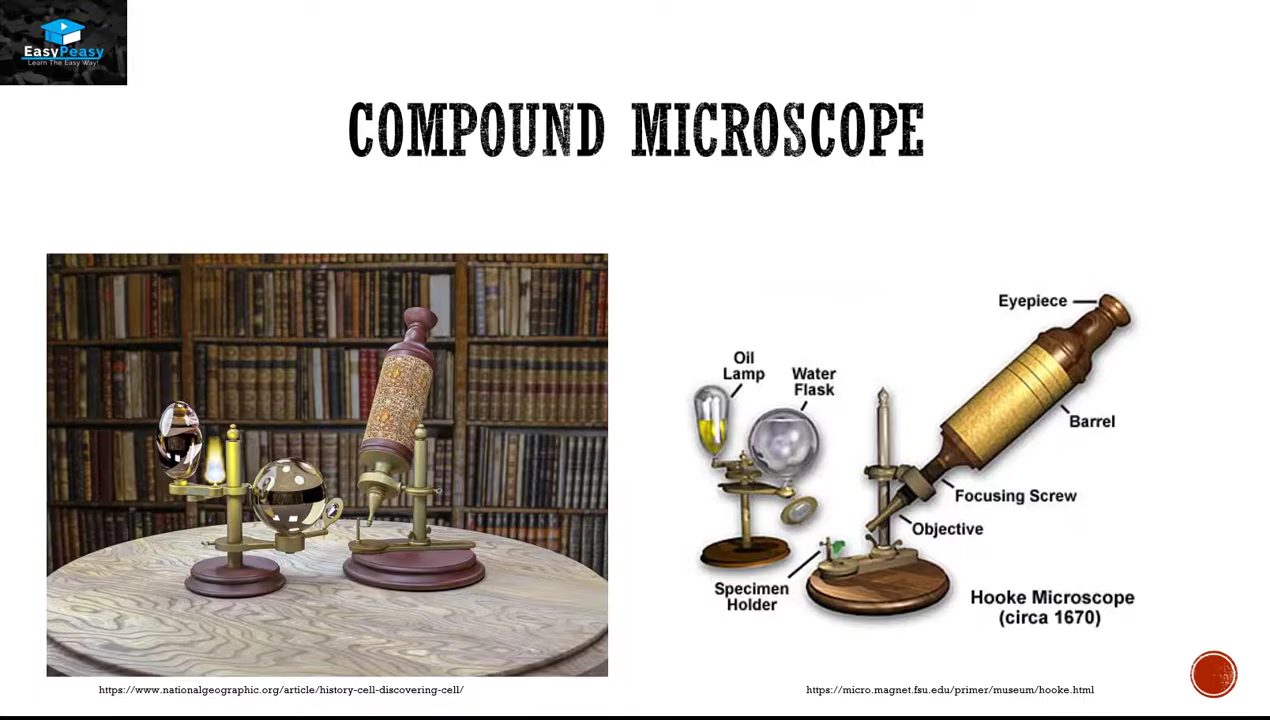 EasyPeasy
Learn The Easy Way!
COMPOUND MICROSCOPE
Eyepiece
Oil
Lamp
Water
Flask
Barrel
Focusing Screw
Objective
Specimen
Holder
Hooke Microscope
(circa 1670)
https://www.nationalgeographic.org/article/history-cell-discovering-cell/
https://micro.magnet.fsu.edu/primer/museum/hooke.html